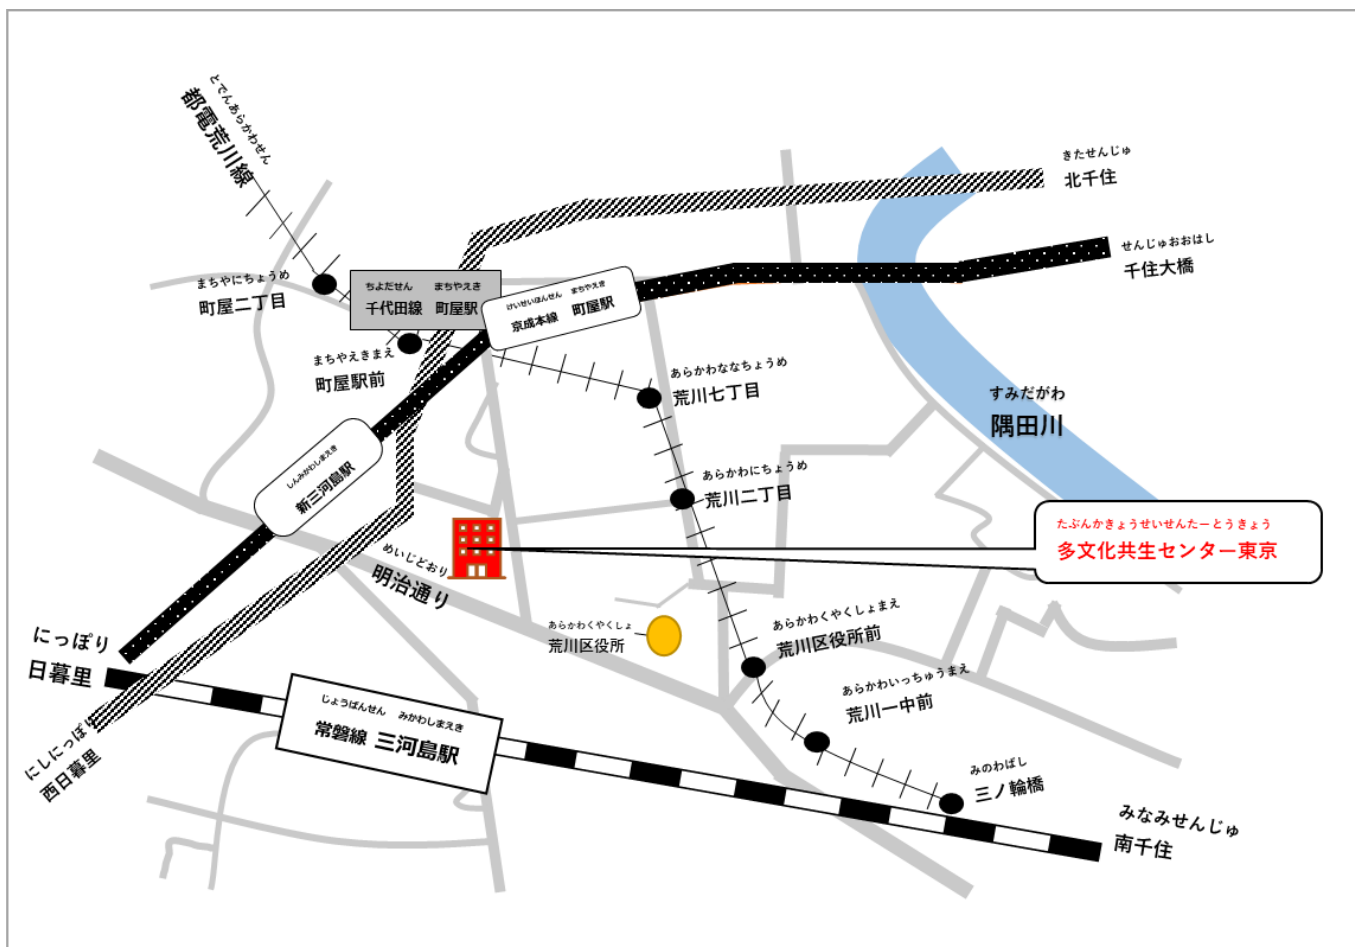 とでんあらかわせん
都電荒川線
きたせんじゅ
北千住
せんじゅおおはし
千住大橋
まちやにちょうめ
町屋二丁目
ちよだせん　まちやえき
千代田線　町屋駅
けいせいほんせん　まちやえき
京成本線　町屋駅
まちやえきまえ
町屋駅前
あらかわななちょうめ
荒川七丁目
すみだがわ
隅田川
しんみかわしまえき
新三河島駅
あらかわにちょうめ
荒川二丁目
たぶんかきょうせいせんたーとうきょう
多文化共生センター東京
めいじどおり
明治通り
あらかわくやくしょ
荒川区役所
あらかわくやくしょまえ
荒川区役所前
にっぽり
日暮里
あらかわいっちゅうまえ
荒川一中前
じょうばんせん　みかわしまえき
常磐線　三河島駅
にしにっぽり
西日暮里
みのわばし
三ノ輪橋
みなみせんじゅ
南千住